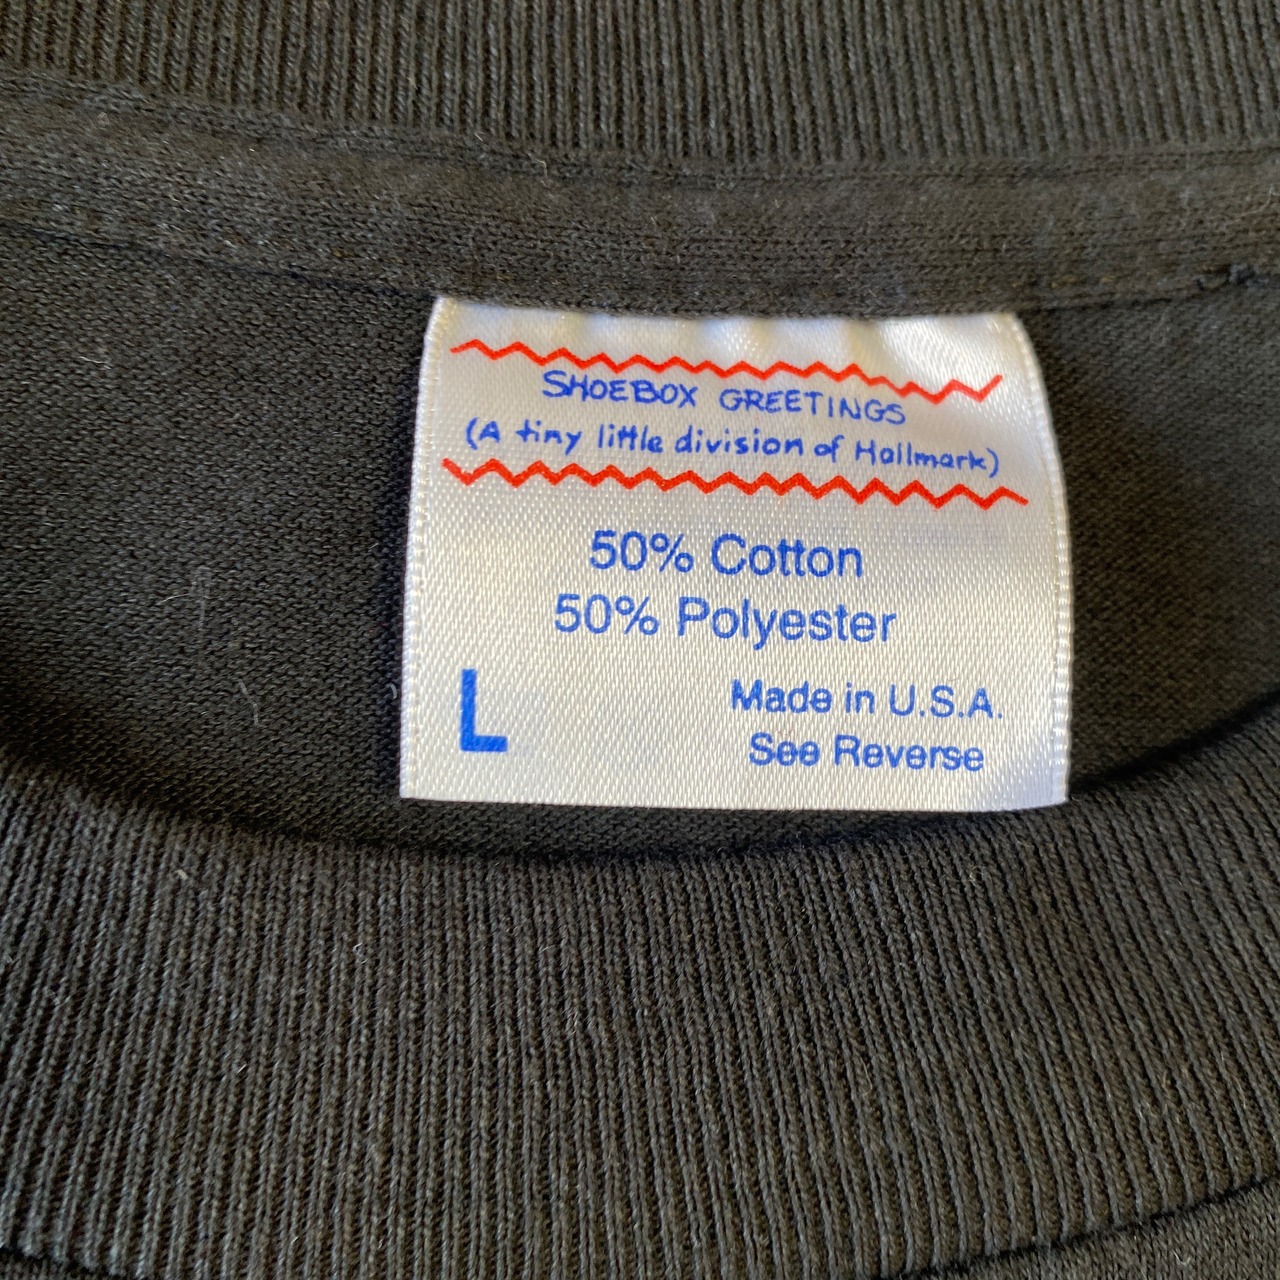 SHOEBOX GREETINGS
(A tiny little division of Hallmark)
50% Cotton
50% Polyester
L
Made in U.S.A.
See Reverse